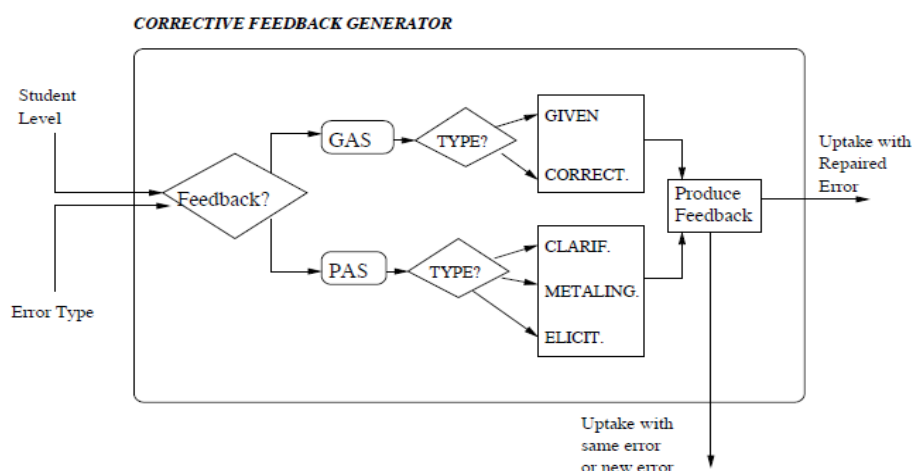 CORRECTIVE FEEDBACK GENERATOR
Student
Level
Error Type
Feedback?
GAS
TYPE?
GIVEN
CORRECT.
PAS
TYPE?
CLARIF.
METALING.
ELICIT.
Produce
Feedback
Uptake with
Repaired
Error
Uptake with
same error
or new error